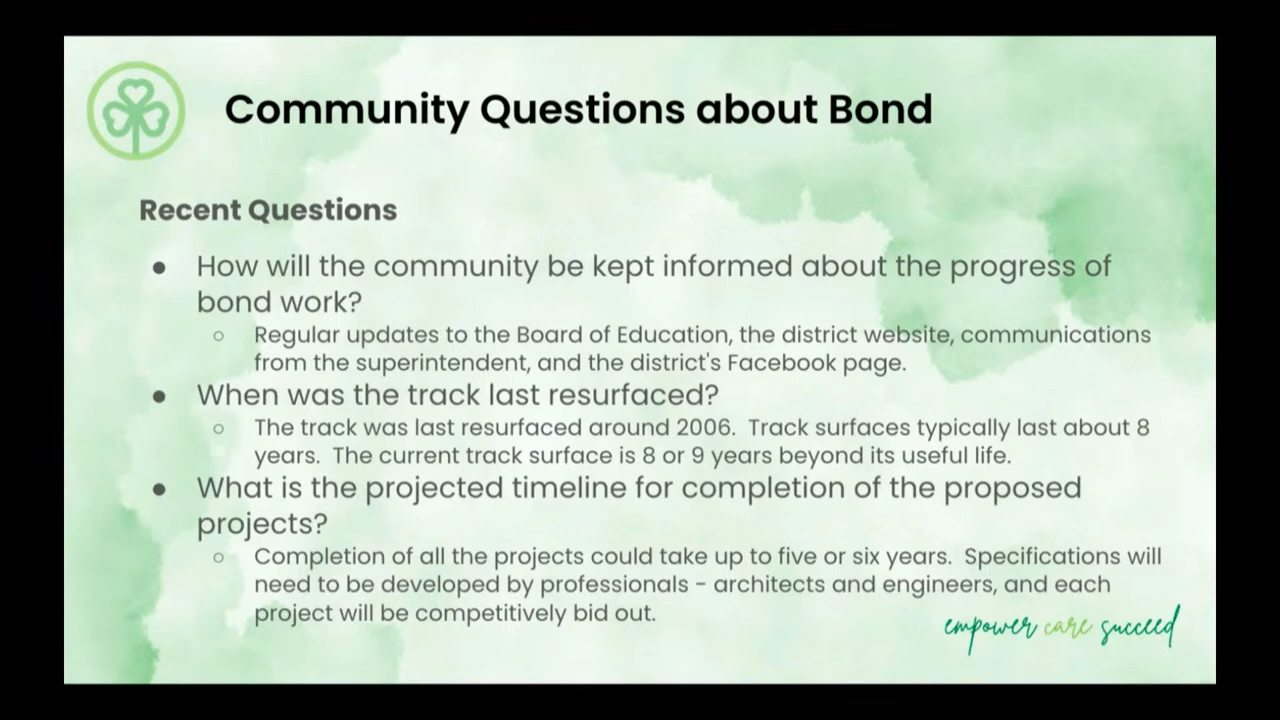 Community Questions about Bond
Recent Questions
● How will the community be kept informed about the progress of
bond work?
○ Regular updates to the Board of Education, the district website, communications
from the superintendent, and the district's Facebook page.
● When was the track last resurfaced?
○ The track was last resurfaced around 2006.  Track surfaces typically last about 8
years.  The current track surface is 8 or 9 years beyond its useful life.
● What is the projected timeline for completion of the proposed
projects?
○ Completion of all the projects could take up to five or six years.  Specifications will
need to be developed by professionals - architects and engineers, and each
project will be competitively bid out.
empower care succeed